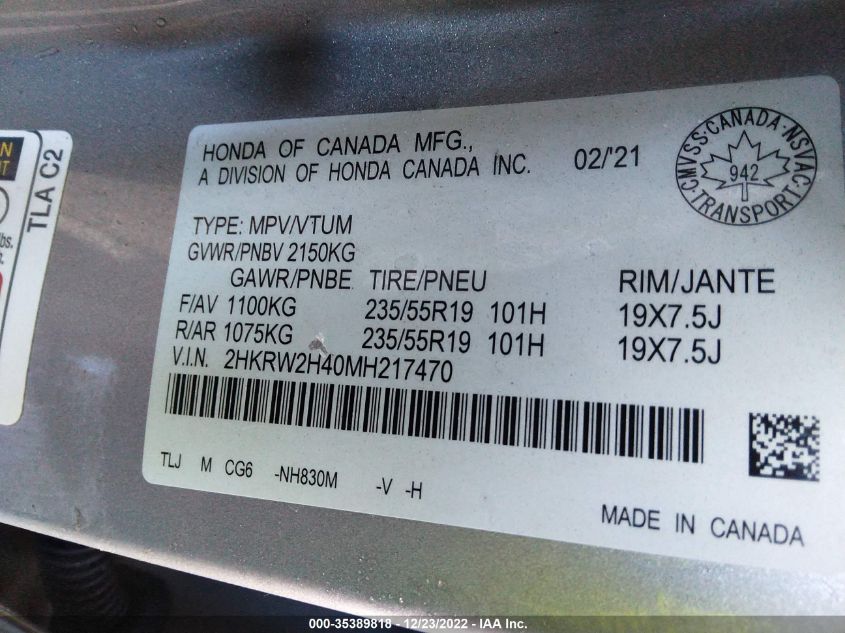 HONDA OF CANADA MFG.,
A DIVISION OF HONDA CANADA INC.
02/'21
CMVSS·CANADA·NSVAC
942
·TRANSPORT·
TYPE: MPV/VTUM
GVWR/PNBV 2150KG
GAWR/PNBE TIRE/PNEU RIM/JANTE
F/AV 1100KG 235/55R19 101H 19X7.5J
R/AR 1075KG 235/55R19 101H 19X7.5J
V.I.N. 2HKRW2H40MH217470
TLJ M CG6 -NH830M -V -H
MADE IN CANADA
TLA C2
lbs.
000-35389818 - 12/23/2022 - IAA Inc.